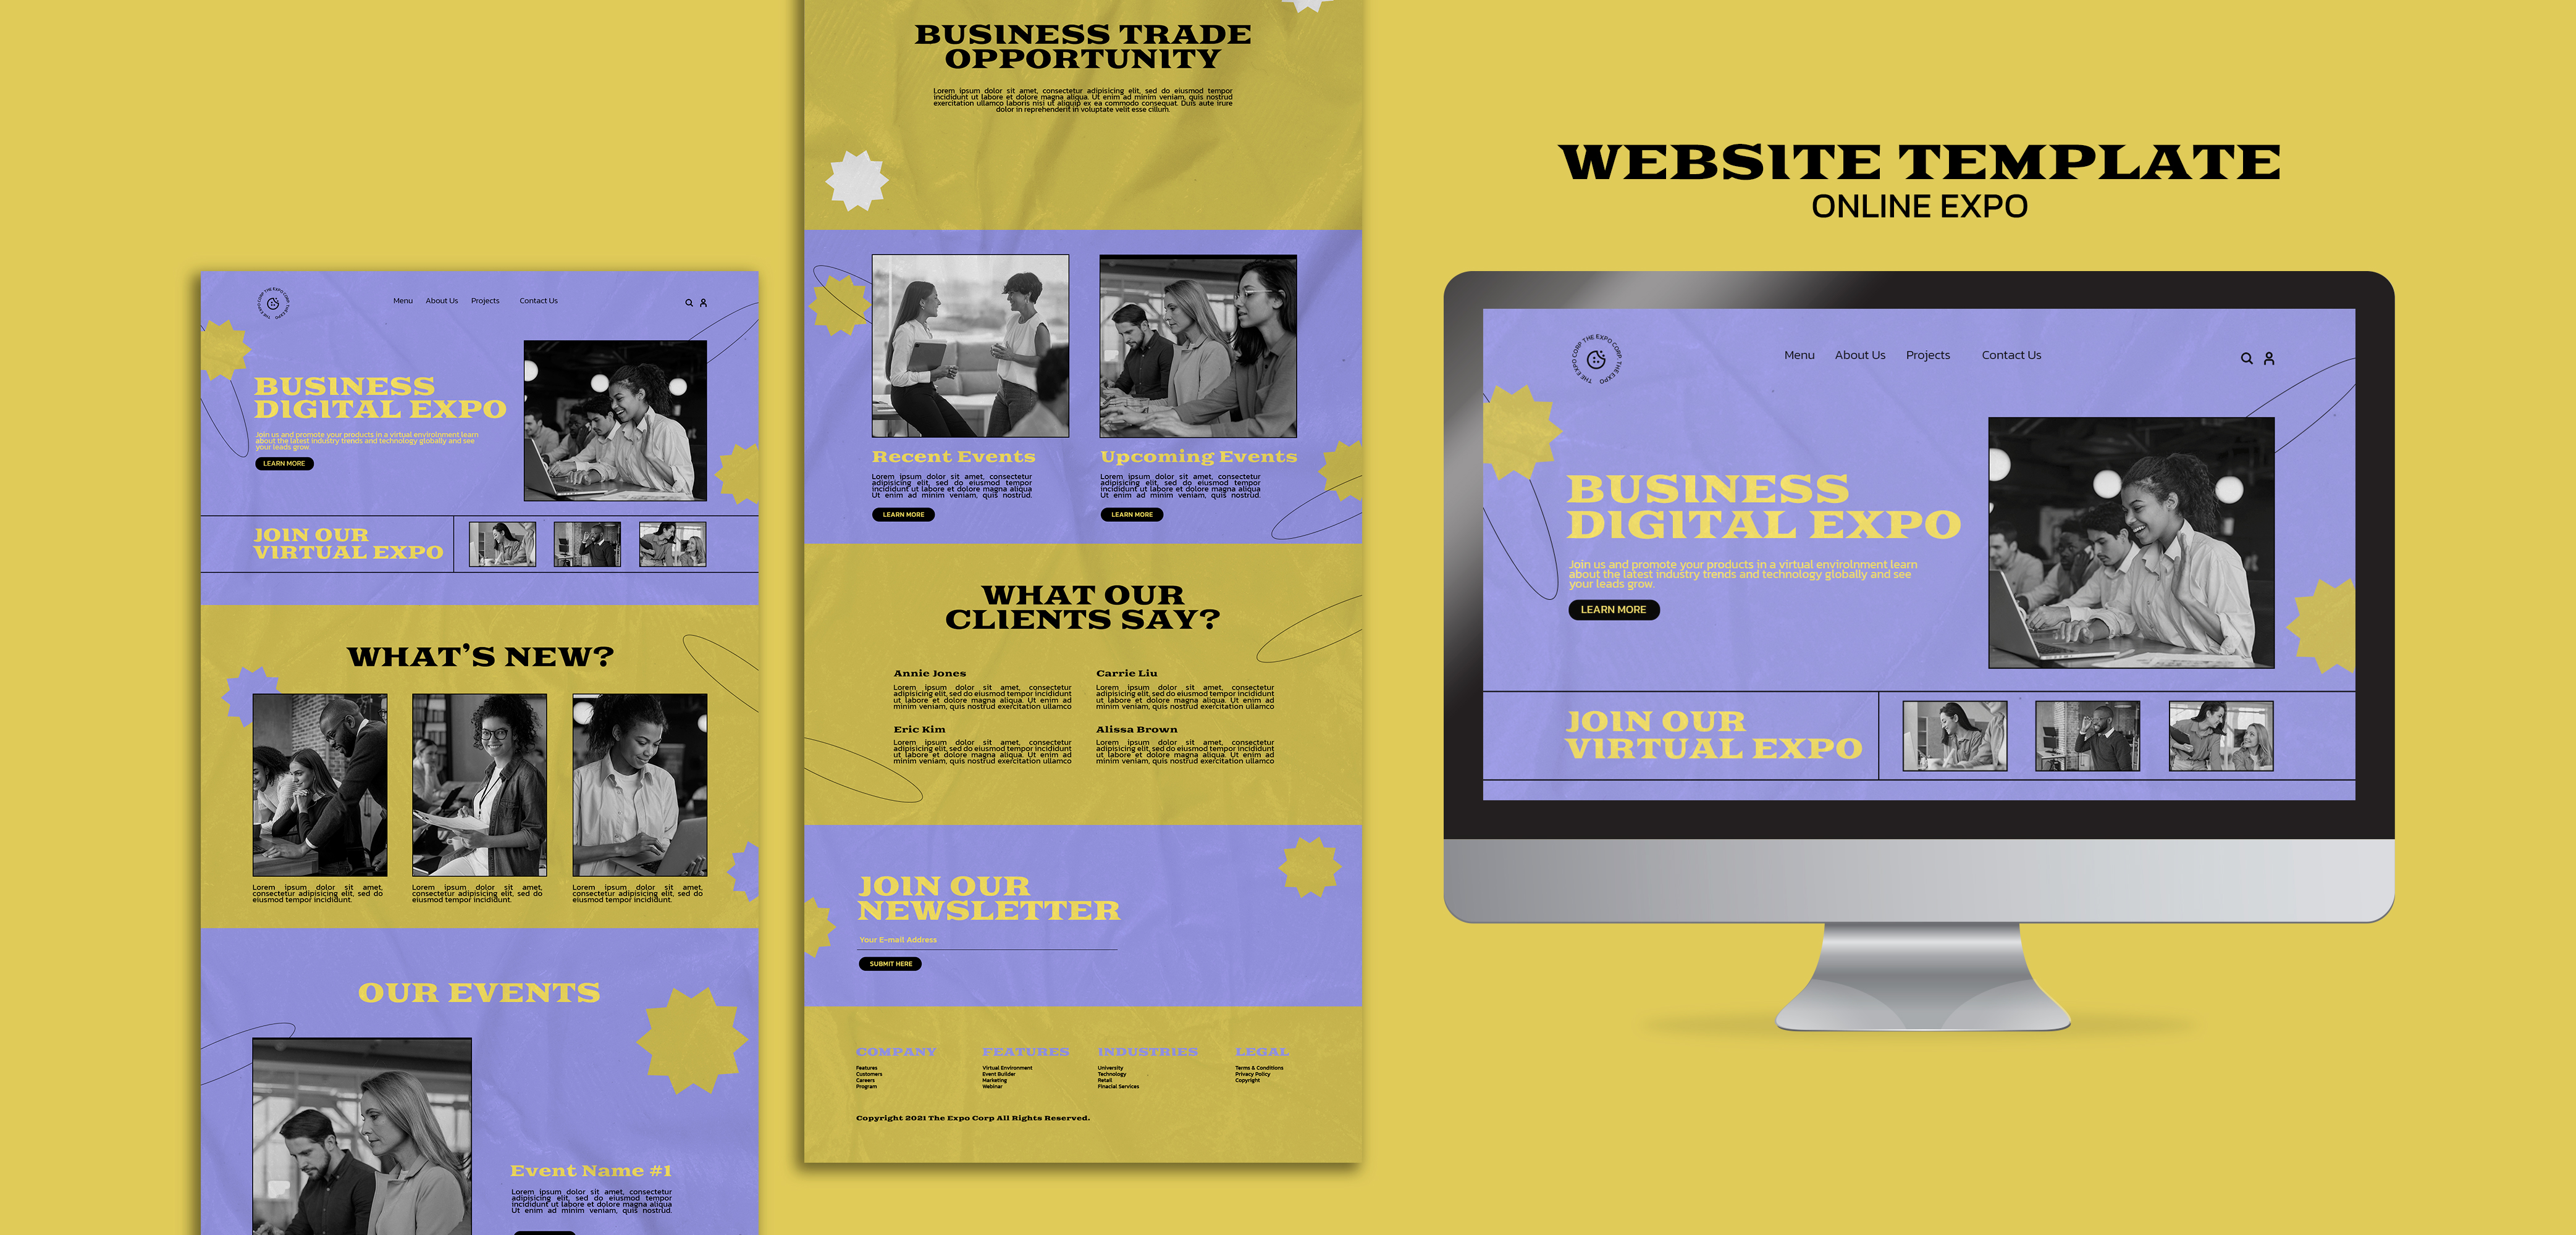 THE EXPO CORP THE EXPO CORP
Menu
About Us
Projects
Contact Us
BUSINESS
DIGITAL EXPO
Join us and promote your products in a virtual envirolnment learn
about the latest industry trends and technology globally and see
your leads grow.
LEARN MORE
JOIN OUR
VIRTUAL EXPO
WHAT'S NEW?
Lorem ipsum dolor sit amet,
consectetur adipisicing elit, sed do
eiusmod tempor incididunt.
Lorem ipsum dolor sit amet,
consectetur adipisicing elit, sed do
eiusmod tempor incididunt.
Lorem ipsum dolor sit amet,
consectetur adipisicing elit, sed do
eiusmod tempor incididunt.
OUR EVENTS
Event Name #1
Lorem ipsum dolor sit amet, consectetur
adipisicing elit, sed do eiusmod tempor
incididunt ut labore et dolore magna aliqua
Ut enim ad minim veniam, quis nostrud.
BUSINESS TRADE
OPPORTUNITY
Lorem ipsum dolor sit amet, consectetur adipisicing elit, sed do eiusmod tempor
incididunt ut labore et dolore magna aliqua. Ut enim ad minim veniam, quis nostrud
exercitation ullamco laboris nisi ut aliquip ex ea commodo consequat. Duis aute irure
dolor in reprehenderit in voluptate velit esse cillum.
Recent Events
Lorem ipsum dolor sit amet, consectetur
adipisicing elit, sed do eiusmod tempor
incididunt ut labore et dolore magna aliqua
Ut enim ad minim veniam, quis nostrud.
LEARN MORE
Upcoming Events
Lorem ipsum dolor sit amet, consectetur
adipisicing elit, sed do eiusmod tempor
incididunt ut labore et dolore magna aliqua
Ut enim ad minim veniam, quis nostrud.
LEARN MORE
WHAT OUR
CLIENTS SAY?
Annie Jones
Lorem ipsum dolor sit amet, consectetur
adipisicing elit, sed do eiusmod tempor incididunt
ut labore et dolore magna aliqua. Ut enim ad
minim veniam, quis nostrud exercitation ullamco
Carrie Liu
Lorem ipsum dolor sit amet, consectetur
adipisicing elit, sed do eiusmod tempor incididunt
ut labore et dolore magna aliqua. Ut enim ad
minim veniam, quis nostrud exercitation ullamco
Eric Kim
Lorem ipsum dolor sit amet, consectetur
adipisicing elit, sed do eiusmod tempor incididunt
ut labore et dolore magna aliqua. Ut enim ad
minim veniam, quis nostrud exercitation ullamco
Alissa Brown
Lorem ipsum dolor sit amet, consectetur
adipisicing elit, sed do eiusmod tempor incididunt
ut labore et dolore magna aliqua. Ut enim ad
minim veniam, quis nostrud exercitation ullamco
JOIN OUR
NEWSLETTER
Your E-mail Address
SUBMIT HERE
COMPANY
Features
Customers
Careers
Program
FEATURES
Virtual Environment
Event Builder
Marketing
Webinar
INDUSTRIES
University
Technology
Retail
Finacial Services
LEGAL
Terms & Conditions
Privacy Policy
Copyright
Copyright 2021 The Expo Corp All Rights Reserved.
WEBSITE TEMPLATE
ONLINE EXPO
THE EXPO CORP THE EXPO CORP THE EXPO
Menu
About Us
Projects
Contact Us
BUSINESS
DIGITAL EXPO
Join us and promote your products in a virtual envirolnment learn
about the latest industry trends and technology globally and see
your leads grow.
LEARN MORE
JOIN OUR
VIRTUAL EXPO